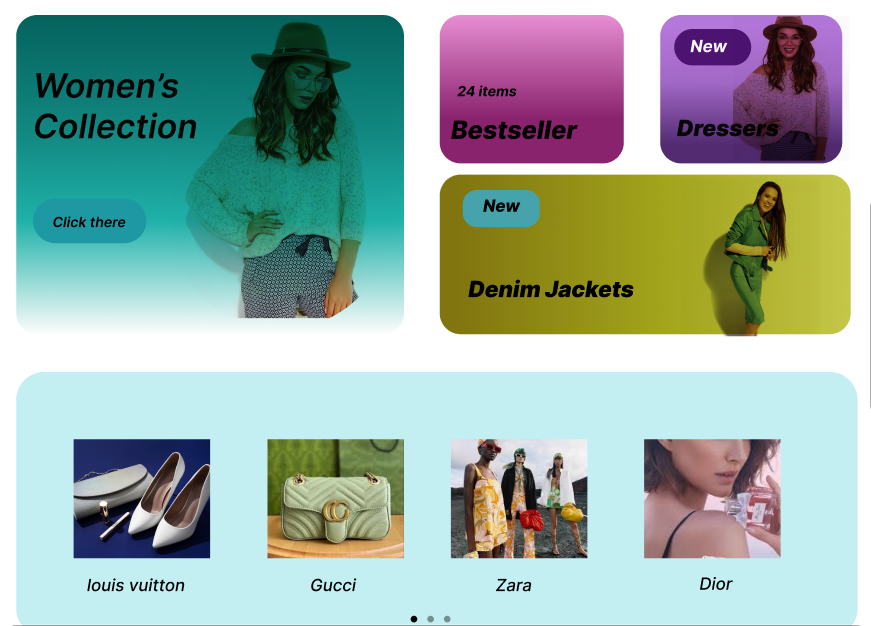 Women's
Collection
Click there
24 items
Bestseller
New
Dressers
New
Denim Jackets
louis vuitton
Gucci
Zara
Dior